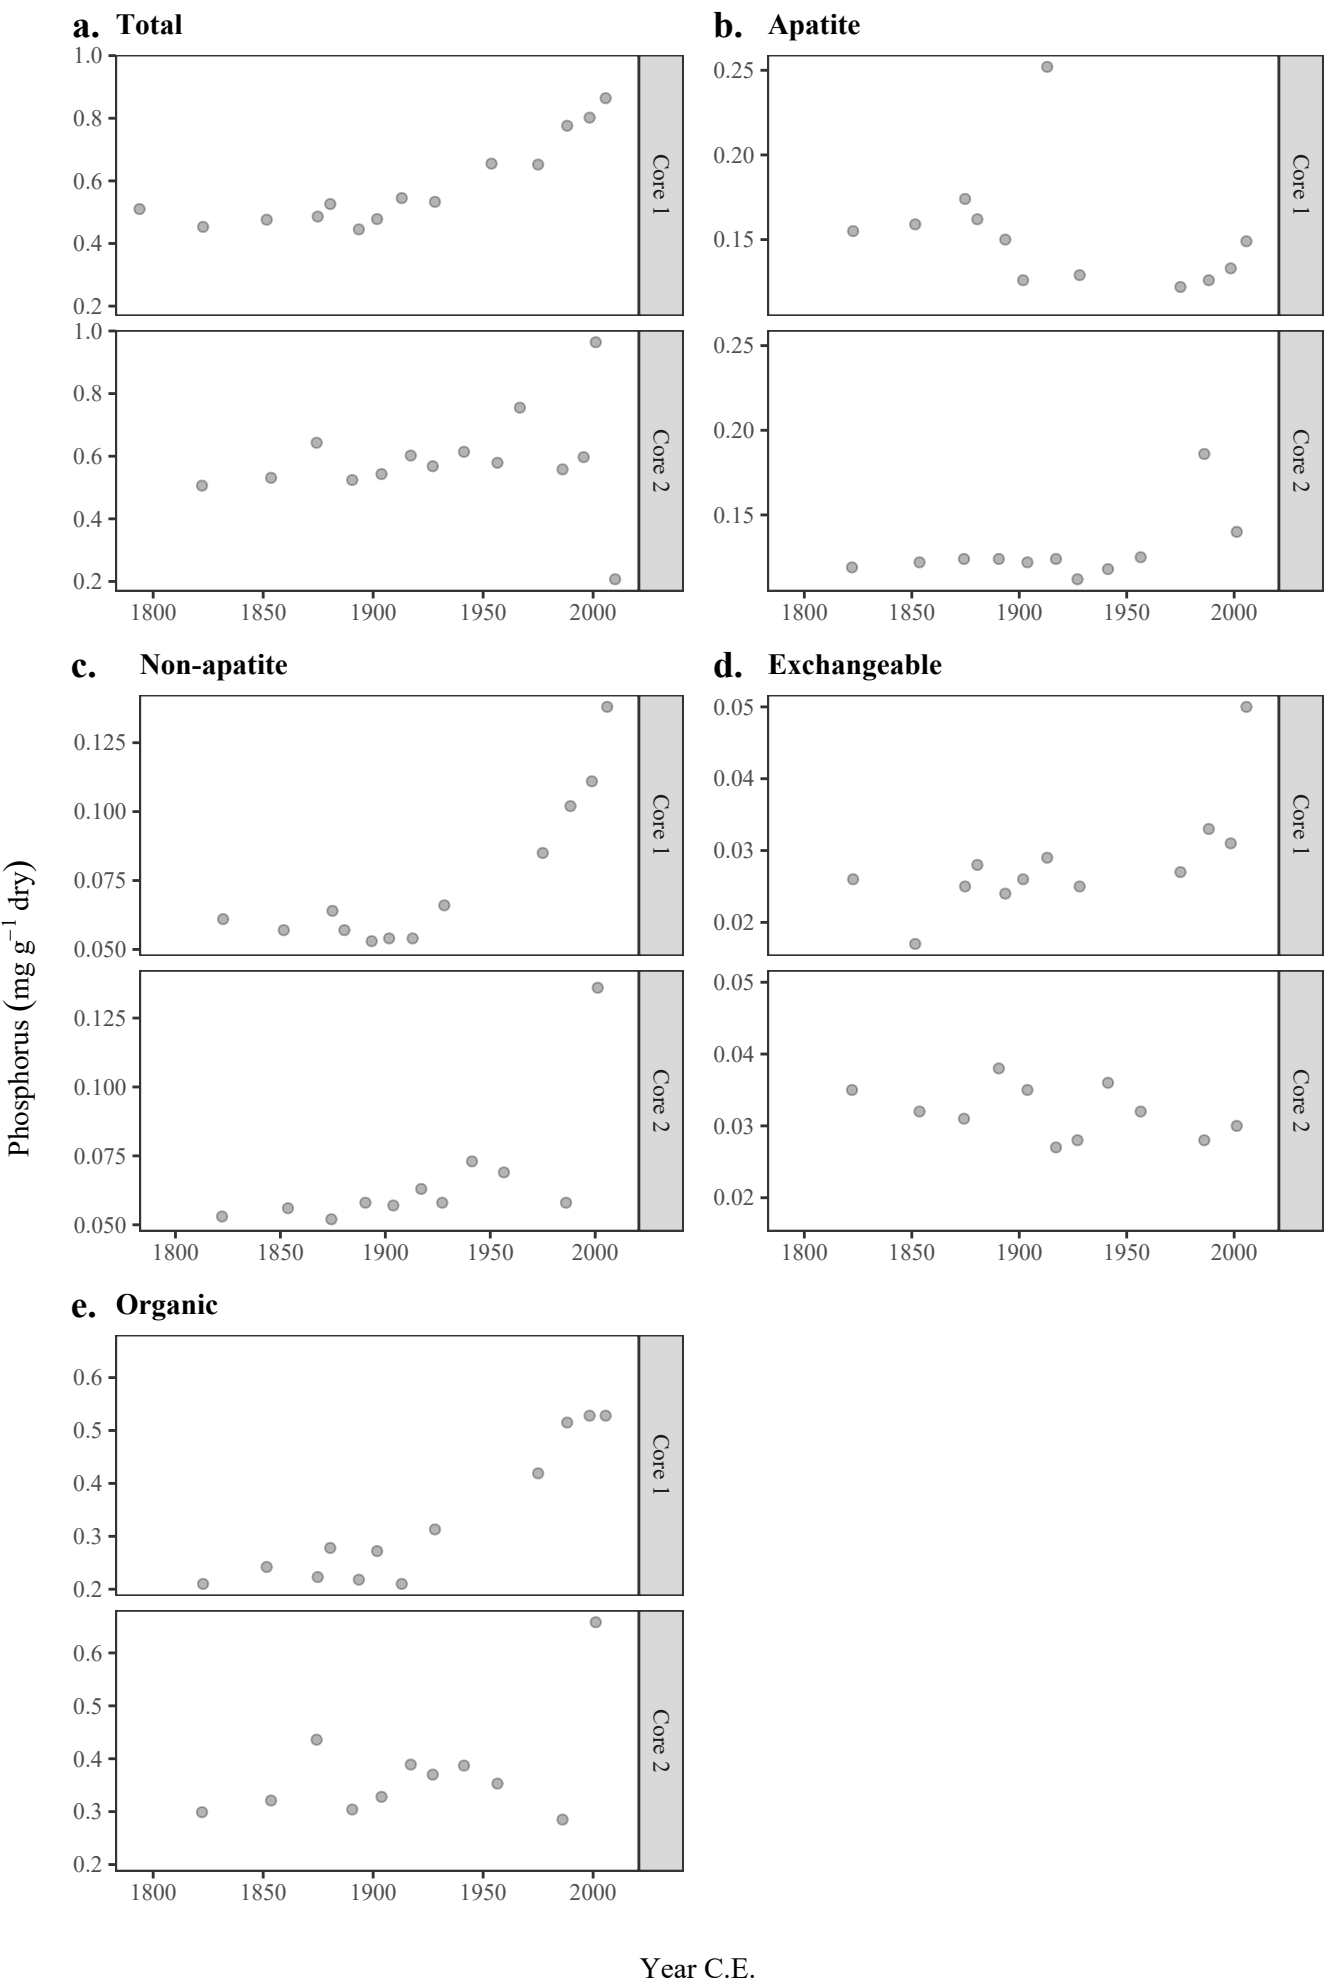 a. Total
1.0
0.8
0.6
0.4
0.2
Core 1
1.0
0.8
0.6
0.4
0.2
Core 2
1800 1850 1900 1950 2000
b. Apatite
0.25
0.20
0.15
Core 1
0.25
0.20
0.15
Core 2
1800 1850 1900 1950 2000
c. Non-apatite
0.125
0.100
0.075
0.050
Core 1
0.125
0.100
0.075
0.050
Core 2
1800 1850 1900 1950 2000
d. Exchangeable
0.05
0.04
0.03
0.02
Core 1
0.05
0.04
0.03
0.02
Core 2
1800 1850 1900 1950 2000
e. Organic
0.6
0.5
0.4
0.3
0.2
Core 1
0.6
0.5
0.4
0.3
0.2
Core 2
1800 1850 1900 1950 2000
Phosphorus (mg g⁻¹ dry)
Year C.E.